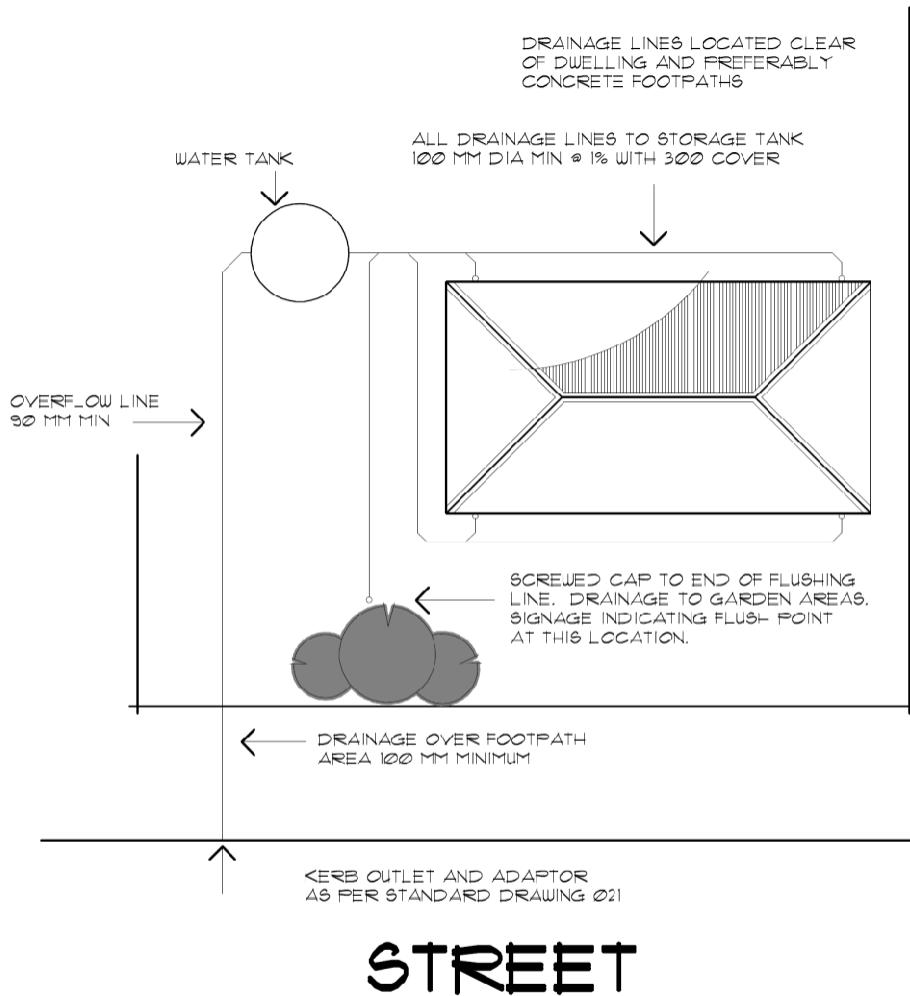 DRAINAGE LINES LOCATED CLEAR
OF DWELLING AND PREFERABLY
CONCRETE FOOTPATHS
ALL DRAINAGE LINES TO STORAGE TANK
100 MM DIA MIN @ 1% WITH 300 COVER
WATER TANK
OVERFLOW LINE
90 MM MIN
SCREWED CAP TO END OF FLUSHING
LINE. DRAINAGE TO GARDEN AREAS.
SIGNAGE INDICATING FLUSH POINT
AT THIS LOCATION.
DRAINAGE OVER FOOTPATH
AREA 100 MM MINIMUM
KERB OUTLET AND ADAPTOR
AS PER STANDARD DRAWING 021
STREET